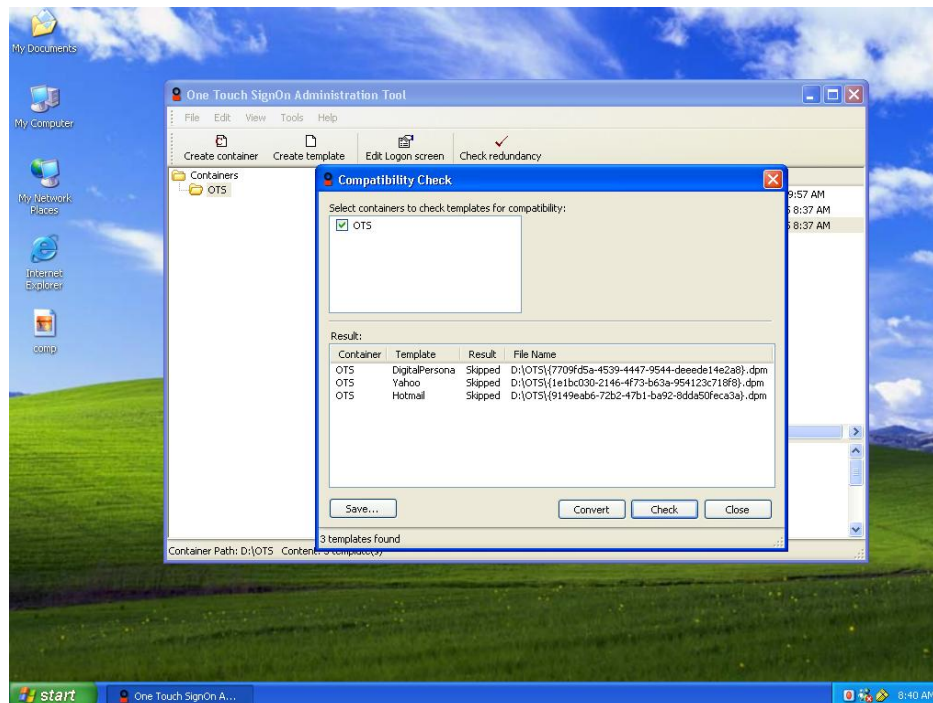 My Documents
My Computer
My Network
Places
Internet
Explorer
comp
One Touch SignOn Administration Tool
File Edit View Tools Help
Create container Create template Edit Logon screen Check redundancy
Containers
OTS
9:57 AM
8:37 AM
8:37 AM
Compatibility Check
Select containers to check templates for compatibility:
OTS
Result:
Container Template Result File Name
OTS DigitalPersona Skipped D:\OTS\{7709fd5a-4539-4447-9544-deeede14e2a8}.dpm
OTS Yahoo Skipped D:\OTS\{1e1bc030-2146-4f73-b63a-954123c718f8}.dpm
OTS Hotmail Skipped D:\OTS\{9149eab6-72b2-47b1-ba92-8dda50feca3a}.dpm
Save... Convert Check Close
3 templates found
Container Path: D:\OTS Content: 3 template(s)
start One Touch SignOn A... 8:40 AM